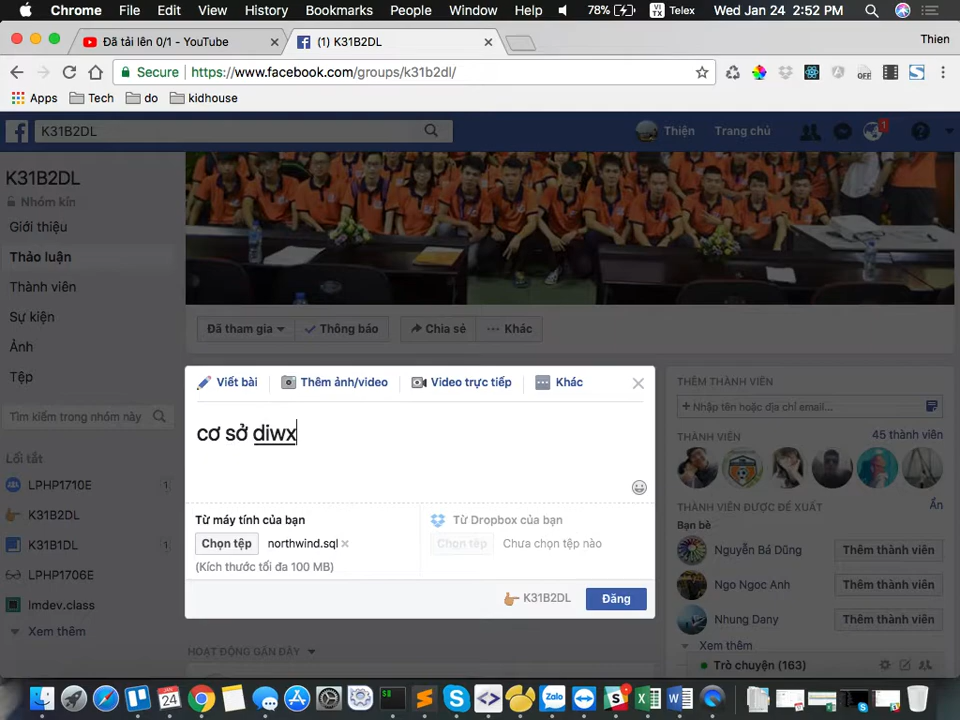 Chrome File Edit View History Bookmarks People Window Help 78% VI TX Telex Wed Jan 24 2:52 PM
Đã tải lên 0/1 - YouTube (1) K31B2DL Thien
Secure https://www.facebook.com/groups/k31b2dl/
Apps Tech do kidhouse
K31B2DL Thiện Trang chủ 1
K31B2DL
Nhóm kín
Giới thiệu
Thảo luận
Thành viên
Sự kiện
Ảnh
Tệp
Tìm kiếm trong nhóm này
Lối tắt
LPHP1710E 1
K31B2DL
K31B1DL 1
LPHP1706E
lmdev.class
Xem thêm
Đã tham gia Thông báo Chia sẻ Khác
Viết bài Thêm ảnh/video Video trực tiếp Khác
cơ sở diwx
Từ máy tính của bạn
Chọn tệp northwind.sql
(Kích thước tối đa 100 MB)
Từ Dropbox của bạn
Chọn tệp Chưa chọn tệp nào
K31B2DL Đăng
HOẠT ĐỘNG GẦN ĐÂY
THÊM THÀNH VIÊN
Nhập tên hoặc địa chỉ email...
THÀNH VIÊN 45 thành viên
THÀNH VIÊN ĐƯỢC ĐỀ XUẤT Ẩn
Bạn bè
Nguyễn Bá Dũng Thêm thành viên
Ngo Ngoc Anh Thêm thành viên
Nhung Dany Thêm thành viên
Xem thêm
Trò chuyện (163)